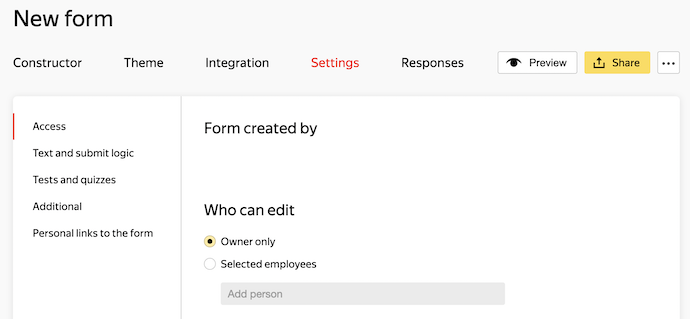 New form
Constructor Theme Integration Settings Responses Preview Share
Access
Text and submit logic
Tests and quizzes
Additional
Personal links to the form
Form created by
Who can edit
Owner only
Selected employees
Add person